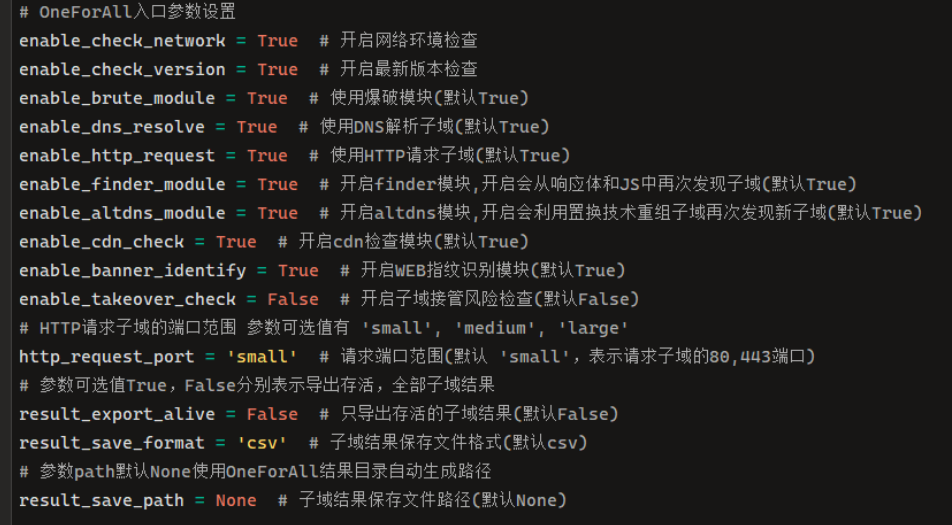 # OneForAll入口参数设置
enable_check_network = True  # 开启网络环境检查
enable_check_version = True  # 开启最新版本检查
enable_brute_module = True  # 使用爆破模块(默认True)
enable_dns_resolve = True  # 使用DNS解析子域(默认True)
enable_http_request = True  # 使用HTTP请求子域(默认True)
enable_finder_module = True  # 开启finder模块,开启会从响应体和JS中再次发现子域(默认True)
enable_altdns_module = True  # 开启altdns模块,开启会利用置换技术重组子域再次发现新子域(默认True)
enable_cdn_check = True  # 开启cdn检查模块(默认True)
enable_banner_identify = True  # 开启WEB指纹识别模块(默认True)
enable_takeover_check = False  # 开启子域接管风险检查(默认False)
# HTTP请求子域的端口范围 参数可选值有 'small', 'medium', 'large'
http_request_port = 'small'  # 请求端口范围(默认 'small'，表示请求子域的80,443端口)
# 参数可选值True，False分别表示导出存活，全部子域结果
result_export_alive = False  # 只导出存活的子域结果(默认False)
result_save_format = 'csv'  # 子域结果保存文件格式(默认csv)
# 参数path默认None使用OneForAll结果目录自动生成路径
result_save_path = None  # 子域结果保存文件路径(默认None)